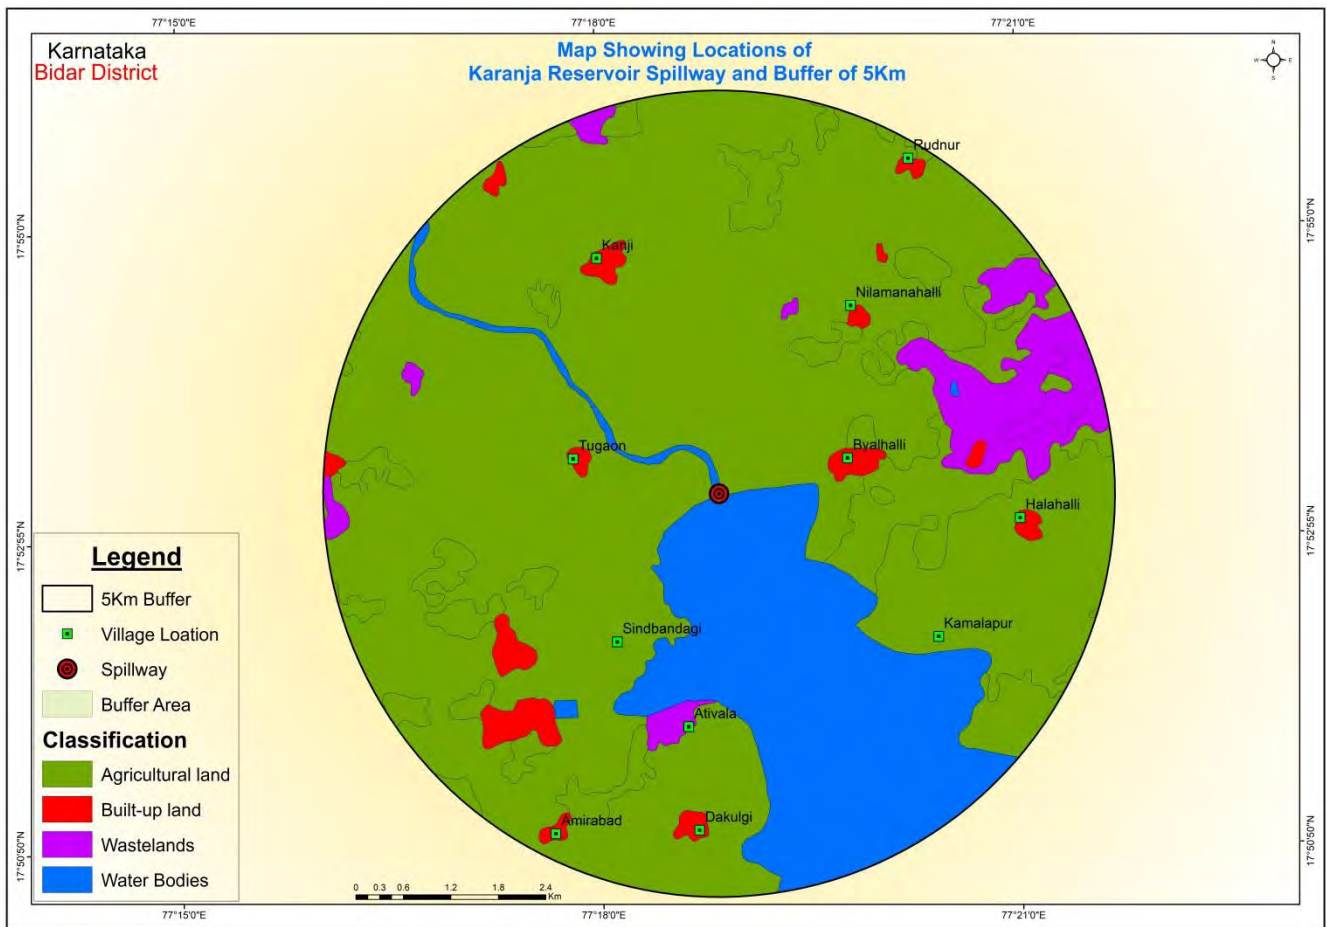 77°15'0"E
77°18'0"E
77°21'0"E
Karnataka
Bidar District
Map Showing Locations of
Karanja Reservoir Spillway and Buffer of 5Km
N
W E
S
Rudnur
17°55'0"N
17°55'0"N
Kanji
Nilamanahalli
Tugaon
Byalhalli
Halahalli
17°52'55"N
17°52'55"N
Sindbandagi
Kamalapur
Ativala
Amirabad
Dakulgi
17°50'50"N
17°50'50"N
Legend
5Km Buffer
Village Loation
Spillway
Buffer Area
Classification
Agricultural land
Built-up land
Wastelands
Water Bodies
0 0.3 0.6 1.2 1.8 2.4
Km
77°15'0"E
77°18'0"E
77°21'0"E